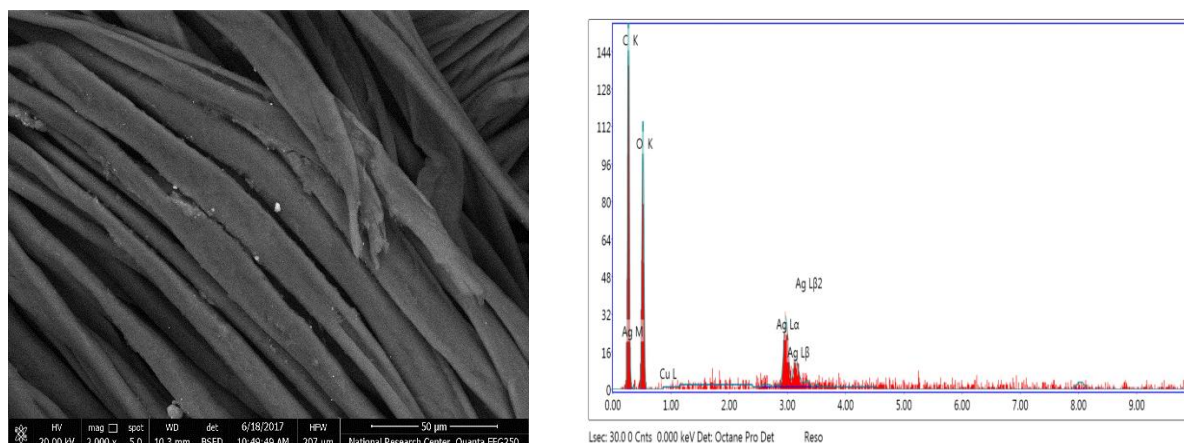 HV mag □ spot WD det 6/18/2017 HFW 50 µm
20.00 kV 2 000 x 5.0 10.3 mm BSED 10:49:49 AM 207 µm National Research Center Quanta FEG250
144
128
112
96
80
64
48
32
16
0
C K
O K
Ag M
Cu L
Ag Lβ2
Ag Lα
Ag Lβ
0.00 1.00 2.00 3.00 4.00 5.00 6.00 7.00 8.00 9.00
Lsec: 30.0 0 Cnts 0.000 keV Det: Octane Pro Det Reso